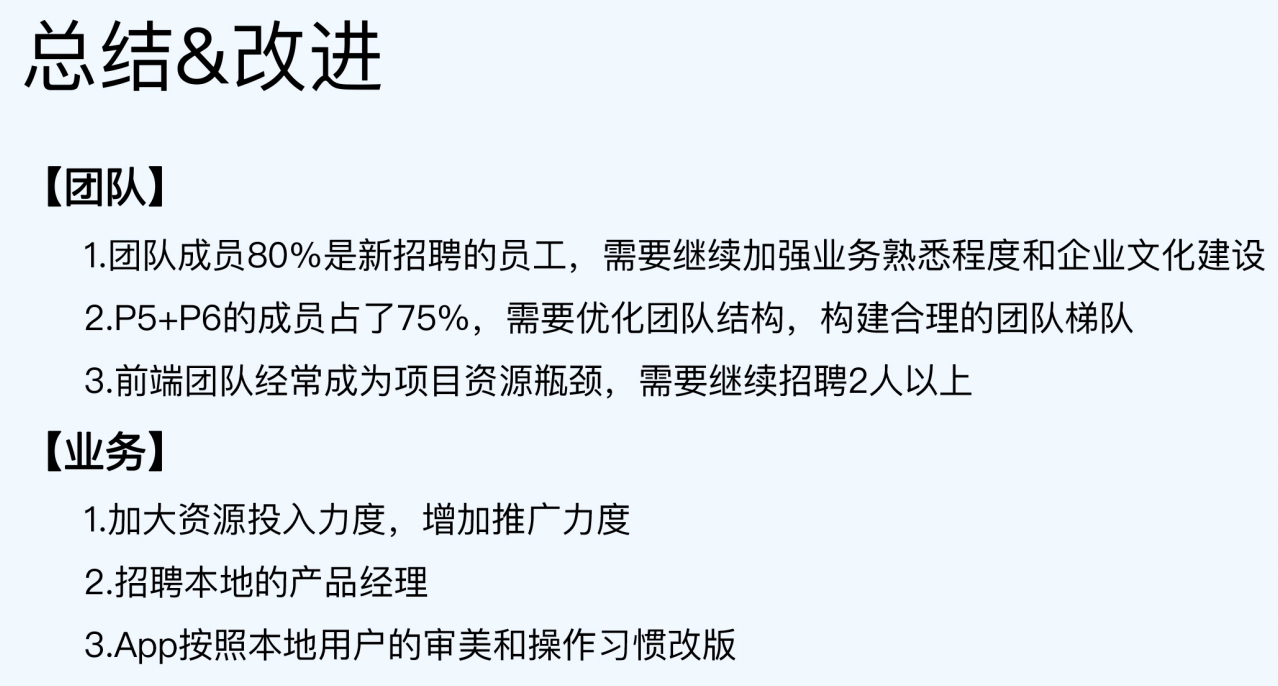 总结&改进
【团队】
1.团队成员80%是新招聘的员工，需要继续加强业务熟悉程度和企业文化建设
2.P5+P6的成员占了75%，需要优化团队结构，构建合理的团队梯队
3.前端团队经常成为项目资源瓶颈，需要继续招聘2人以上
【业务】
1.加大资源投入力度，增加推广力度
2.招聘本地的产品经理
3.App按照本地用户的审美和操作习惯改版